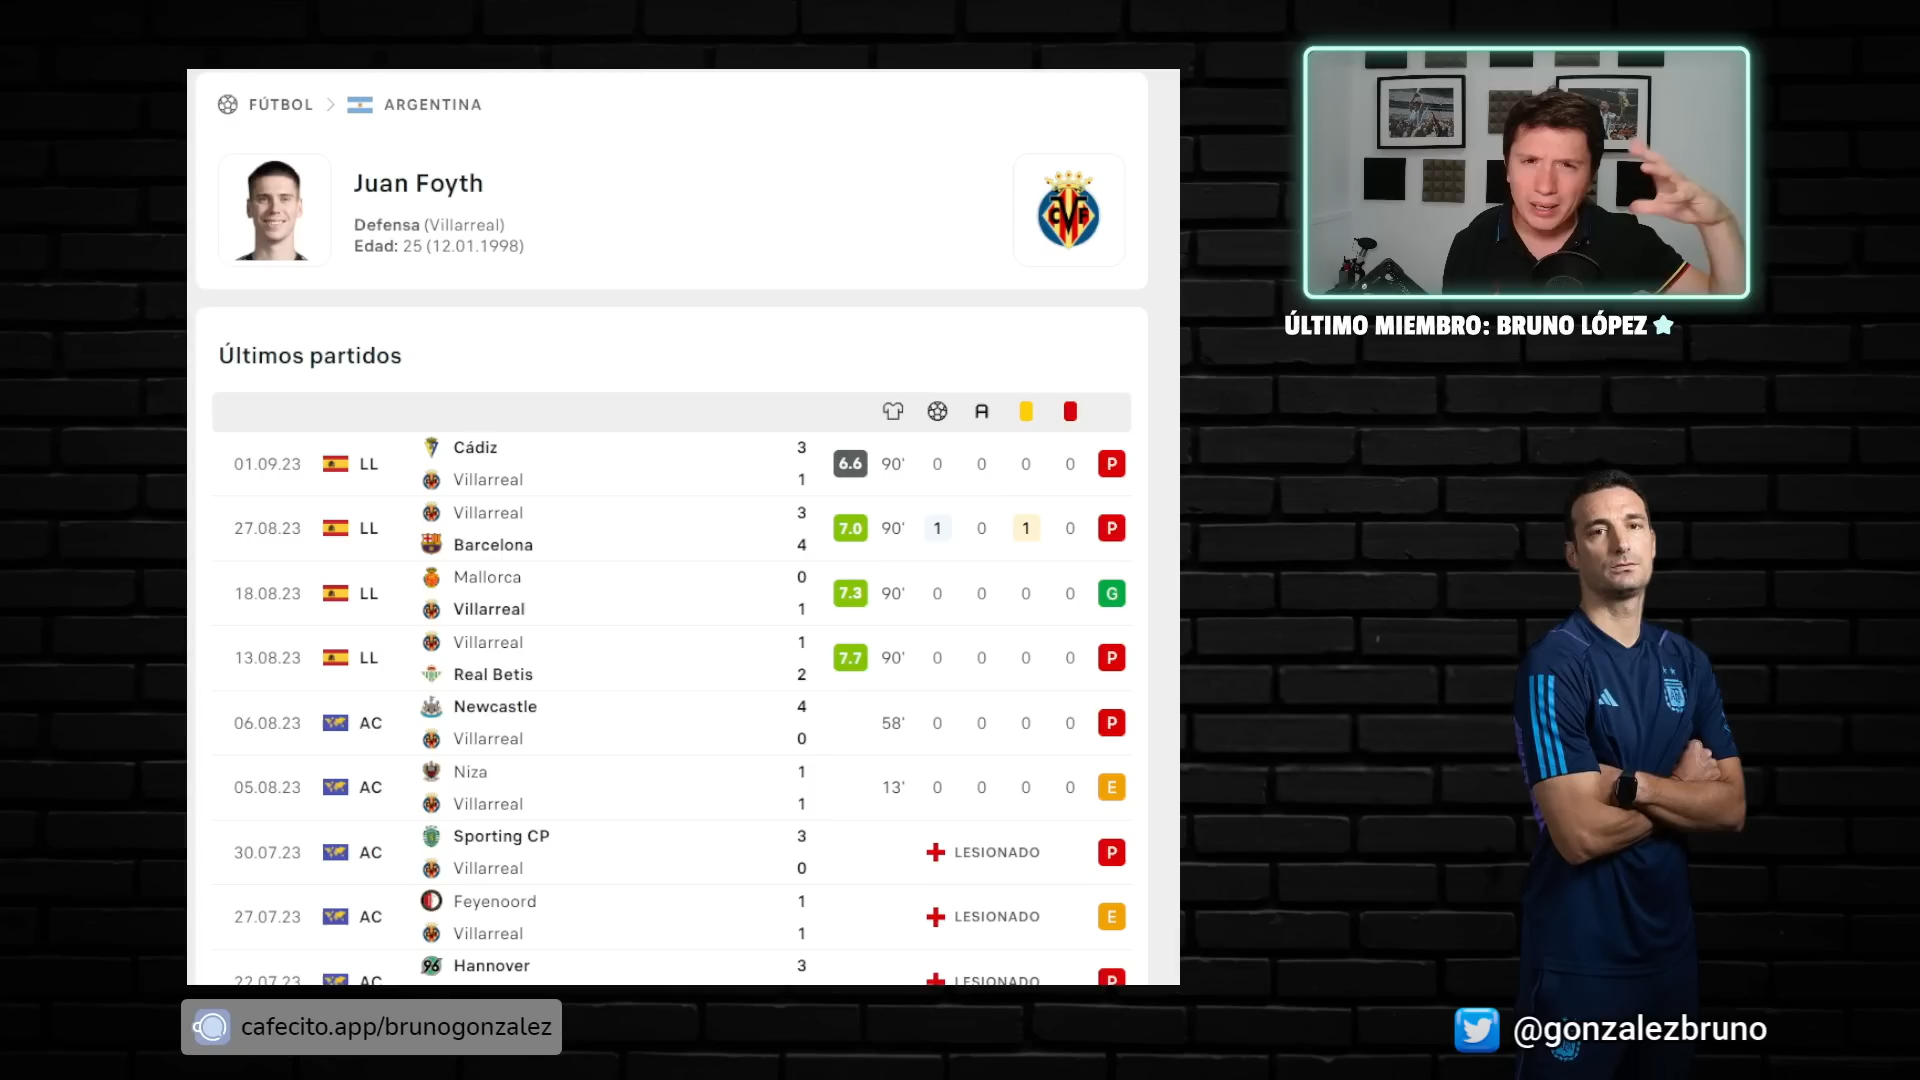 FÚTBOL > ARGENTINA
Juan Foyth
Defensa (Villarreal)
Edad: 25 (12.01.1998)
ÚLTIMO MIEMBRO: BRUNO LÓPEZ
Últimos partidos
A
01.09.23 LL Cádiz 3 6.6 90' 0 0 0 0 P
Villarreal 1
27.08.23 LL Villarreal 3 7.0 90' 1 0 1 0 P
Barcelona 4
18.08.23 LL Mallorca 0 7.3 90' 0 0 0 0 G
Villarreal 1
13.08.23 LL Villarreal 1 7.7 90' 0 0 0 0 P
Real Betis 2
06.08.23 AC Newcastle 4 58' 0 0 0 0 P
Villarreal 0
05.08.23 AC Niza 1 13' 0 0 0 0 E
Villarreal 1
30.07.23 AC Sporting CP 3 LESIONADO P
Villarreal 0
27.07.23 AC Feyenoord 1 LESIONADO E
Villarreal 1
22.07.23 AC 96 Hannover 3 LESIONADO P
cafecito.app/brunogonzalez
@gonzalezbruno